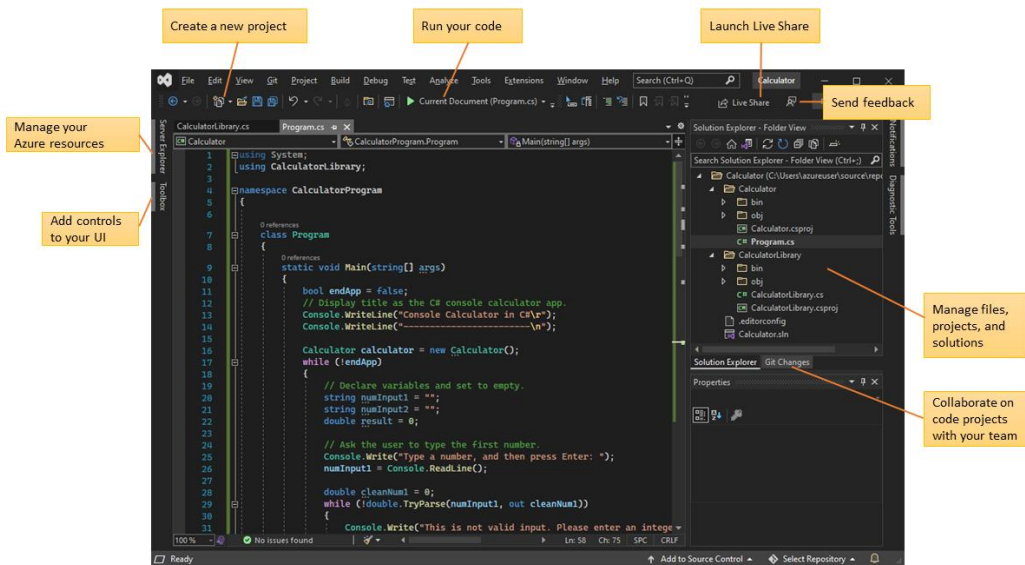 Create a new project
Run your code
Launch Live Share
File Edit View Git Project Build Debug Test Analyze Tools Extensions Window Help Search (Ctrl+Q) Calculator
Current Document (Program.cs)
Live Share
Send feedback
Manage your
Azure resources
Add controls
to your UI
Server Explorer
Toolbox
CalculatorLibrary.cs Program.cs
Calculator CalculatorProgram.Program Main(string[] args)
1 using System;
2 using CalculatorLibrary;
3
4 namespace CalculatorProgram
5 {
6
0 references
7 class Program
8 {
0 references
9 static void Main(string[] args)
10 {
11 bool endApp = false;
12 // Display title as the C# console calculator app.
13 Console.WriteLine("Console Calculator in C#\r");
14 Console.WriteLine("------------------------\n");
15
16 Calculator calculator = new Calculator();
17 while (!endApp)
18 {
19 // Declare variables and set to empty.
20 string numInput1 = "";
21 string numInput2 = "";
22 double result = 0;
23
24 // Ask the user to type the first number.
25 Console.Write("Type a number, and then press Enter: ");
26 numInput1 = Console.ReadLine();
27
28 double cleanNum1 = 0;
29 while (!double.TryParse(numInput1, out cleanNum1))
30 {
31 Console.Write("This is not valid input. Please enter an intege
100 % No issues found Ln: 58 Ch: 75 SPC CRLF
Solution Explorer - Folder View
Search Solution Explorer - Folder View (Ctrl+;)
Calculator (C:\Users\azureuser\source\repo
Calculator
bin
obj
Calculator.csproj
C# Program.cs
CalculatorLibrary
bin
obj
C# CalculatorLibrary.cs
CalculatorLibrary.csproj
.editorconfig
Calculator.sln
Solution Explorer Git Changes
Properties
Notifications
Diagnostic Tools
Manage files,
projects, and
solutions
Collaborate on
code projects
with your team
Ready Add to Source Control Select Repository